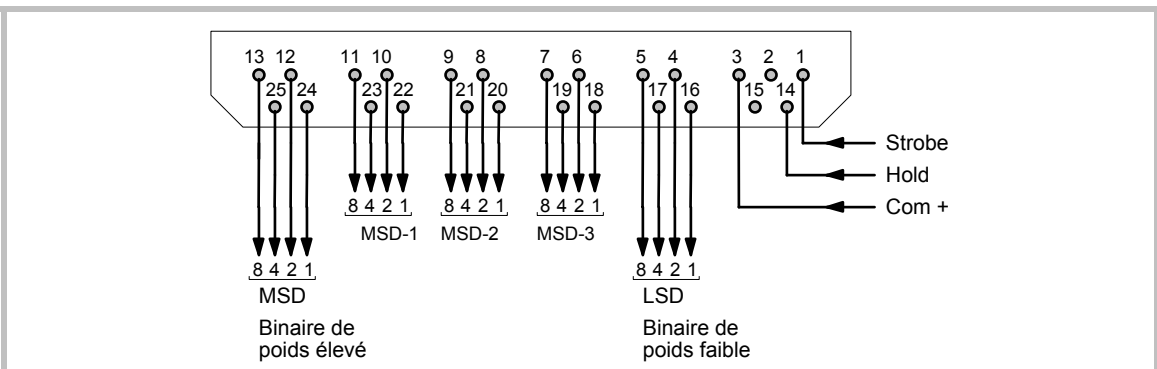 13 12 11 10 9 8 7 6 5 4 3 2 1
25 24 23 22 21 20 19 18 17 16 15 14
Strobe
Hold
Com +
8 4 2 1 8 4 2 1 8 4 2 1
MSD-1 MSD-2 MSD-3
8 4 2 1 8 4 2 1
MSD LSD
Binaire de Binaire de
poids élevé poids faible